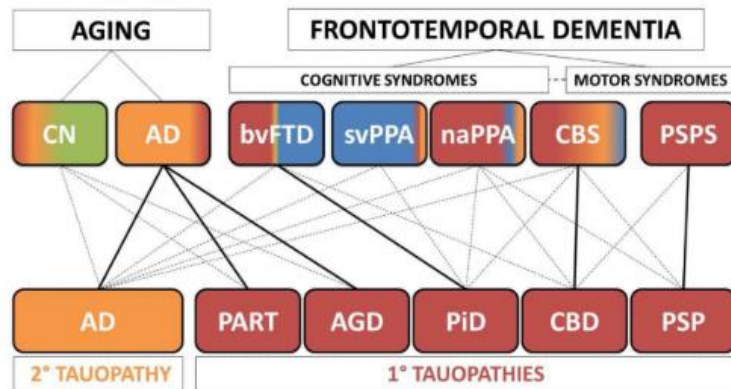 AGING
FRONTOTEMPORAL DEMENTIA
COGNITIVE SYNDROMES
MOTOR SYNDROMES
CN
AD
bvFTD
svPPA
naPPA
CBS
PSPS
AD
PART
AGD
PiD
CBD
PSP
2° TAUOPATHY
1° TAUOPATHIES